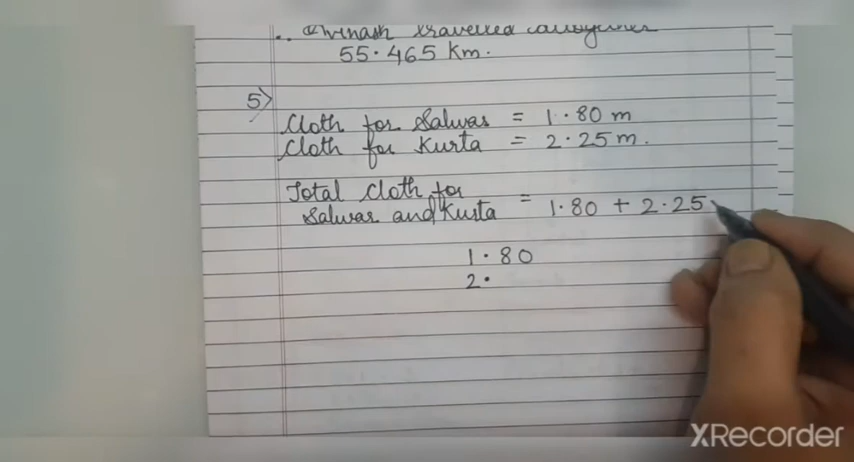 55.465 Km.
5>
Cloth for Salwar = 1.80 m
Cloth for Kurta = 2.25 m.
Total Cloth for
Salwar and Kurta = 1.80 + 2.25
1.80
2.
XRecorder